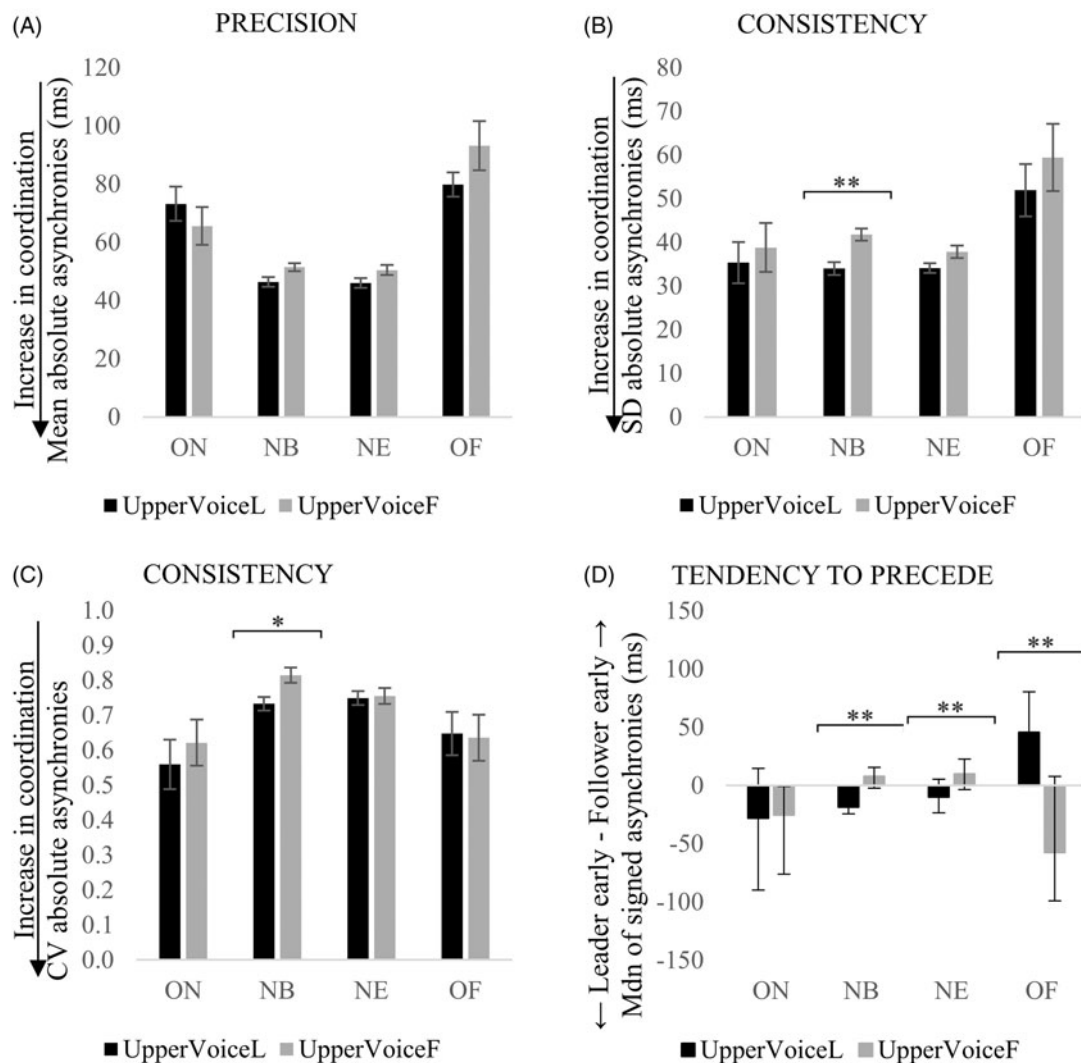 (A) PRECISION
Increase in coordination
Mean absolute asynchronies (ms)
120
100
80
60
40
20
0
ON NB NE OF
UpperVoiceL UpperVoiceF
(B) CONSISTENCY
Increase in coordination
SD absolute asynchronies (ms)
80
70
60
50
40
30
20
10
0
**
ON NB NE OF
UpperVoiceL UpperVoiceF
(C) CONSISTENCY
Increase in coordination
CV absolute asynchronies
1.0
0.9
0.8
0.7
0.6
0.5
0.4
0.3
0.2
0.1
0.0
*
ON NB NE OF
UpperVoiceL UpperVoiceF
(D) TENDENCY TO PRECEDE
← Leader early - Follower early →
Mdn of signed asynchronies (ms)
150
100
50
0
-50
-100
-150
** ** **
ON NB NE OF
UpperVoiceL UpperVoiceF